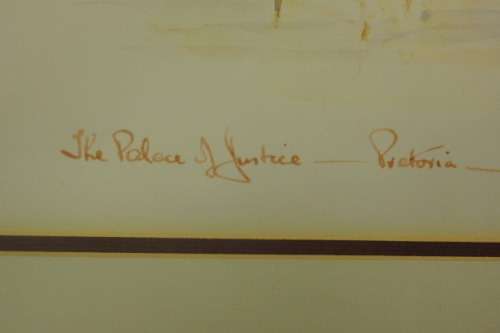 The Palace of Justice — Pretoria —